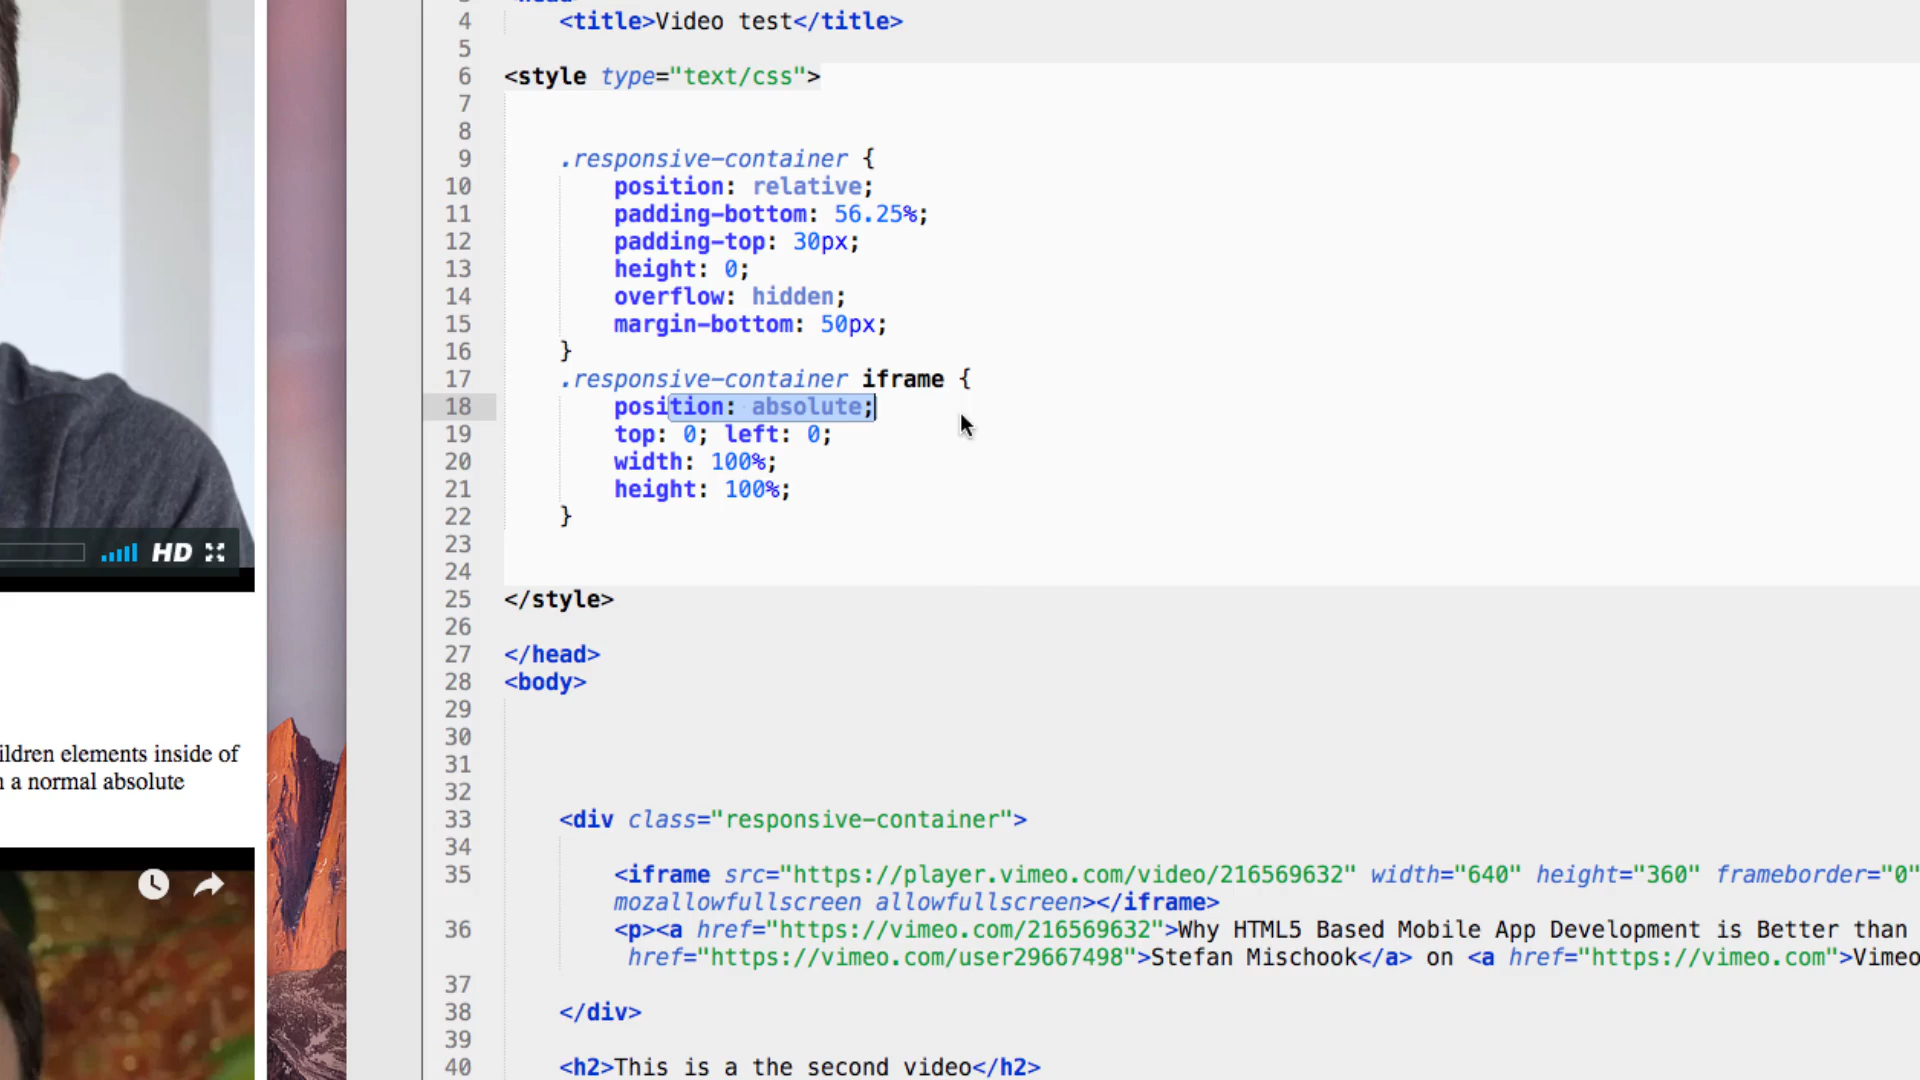 HD
ildren elements inside of
n a normal absolute
4 <title>Video test</title>
5
6 <style type="text/css">
7
8
9 .responsive-container {
10 position: relative;
11 padding-bottom: 56.25%;
12 padding-top: 30px;
13 height: 0;
14 overflow: hidden;
15 margin-bottom: 50px;
16 }
17 .responsive-container iframe {
18 position: absolute;
19 top: 0; left: 0;
20 width: 100%;
21 height: 100%;
22 }
23
24
25 </style>
26
27 </head>
28 <body>
29
30
31
32
33 <div class="responsive-container">
34
35 <iframe src="https://player.vimeo.com/video/216569632" width="640" height="360" frameborder="0"
mozallowfullscreen allowfullscreen></iframe>
36 <p><a href="https://vimeo.com/216569632">Why HTML5 Based Mobile App Development is Better than
href="https://vimeo.com/user29667498">Stefan Mischook</a> on <a href="https://vimeo.com">Vimeo
37
38 </div>
39
40 <h2>This is a the second video</h2>